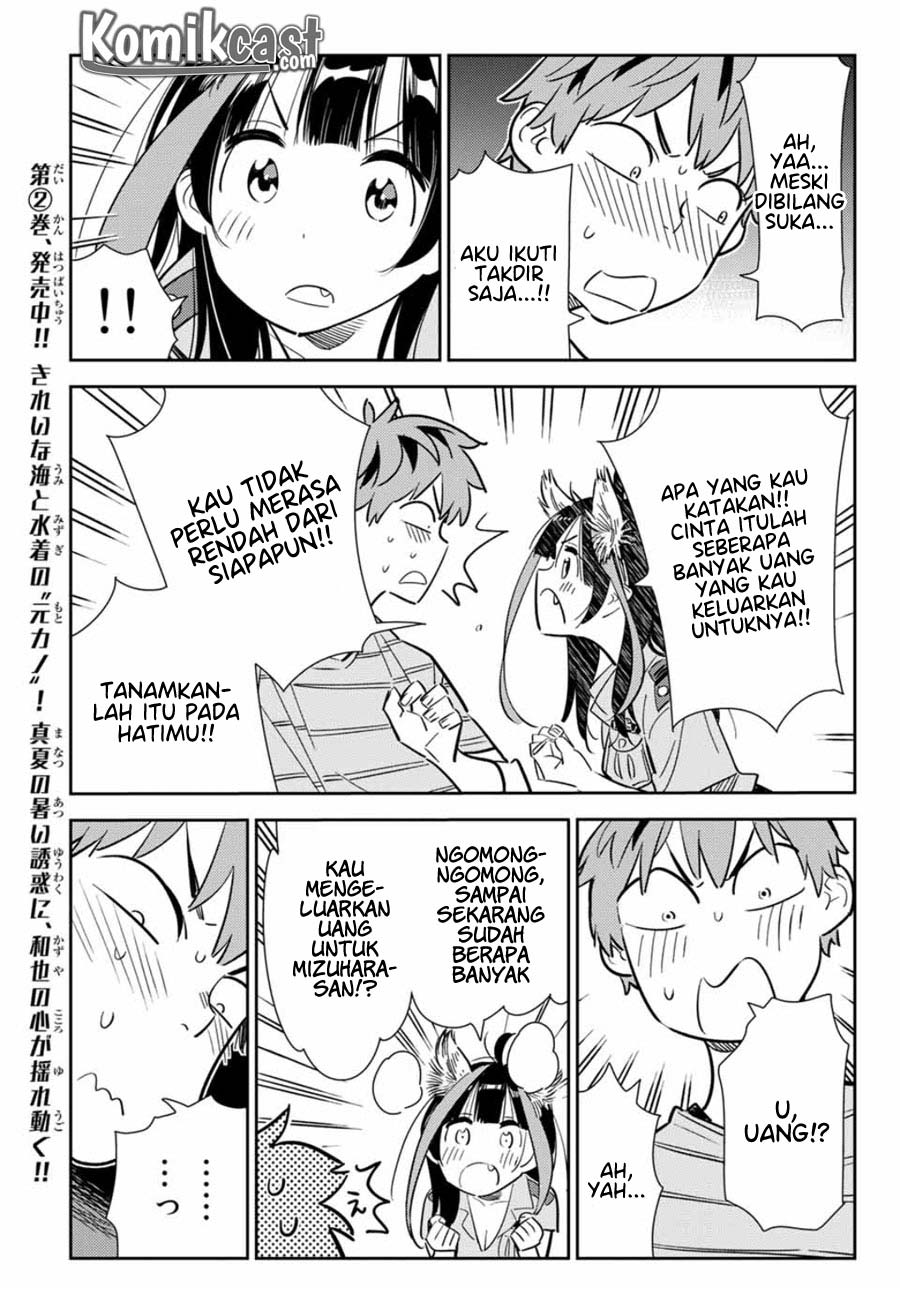 Komikcast
.com
AH,
YAA...
MESKI
DIBILANG
SUKA...
AKU IKUTI
TAKDIR
SAJA...!!
!!
APA YANG KAU
KATAKAN!!
CINTA ITULAH
SEBERAPA
BANYAK UANG
YANG KAU
KELUARKAN
UNTUKNYA!!
KAU TIDAK
PERLU MERASA
RENDAH DARI
SIAPAPUN!!
TANAMKAN-
LAH ITU PADA
HATIMU!!
U,
UANG!?
AH,
YAH...
NGOMONG-
NGOMONG,
SAMPAI
SEKARANG
SUDAH
BERAPA
BANYAK
KAU
MENGE-
LUARKAN
UANG
UNTUK
MIZUHARA-
SAN!?
えっ
………
…っ
第②巻、発売中!! きれいな海と水着の“元カノ”! 真夏の暑い誘惑に、和也の心が揺れ動く!!